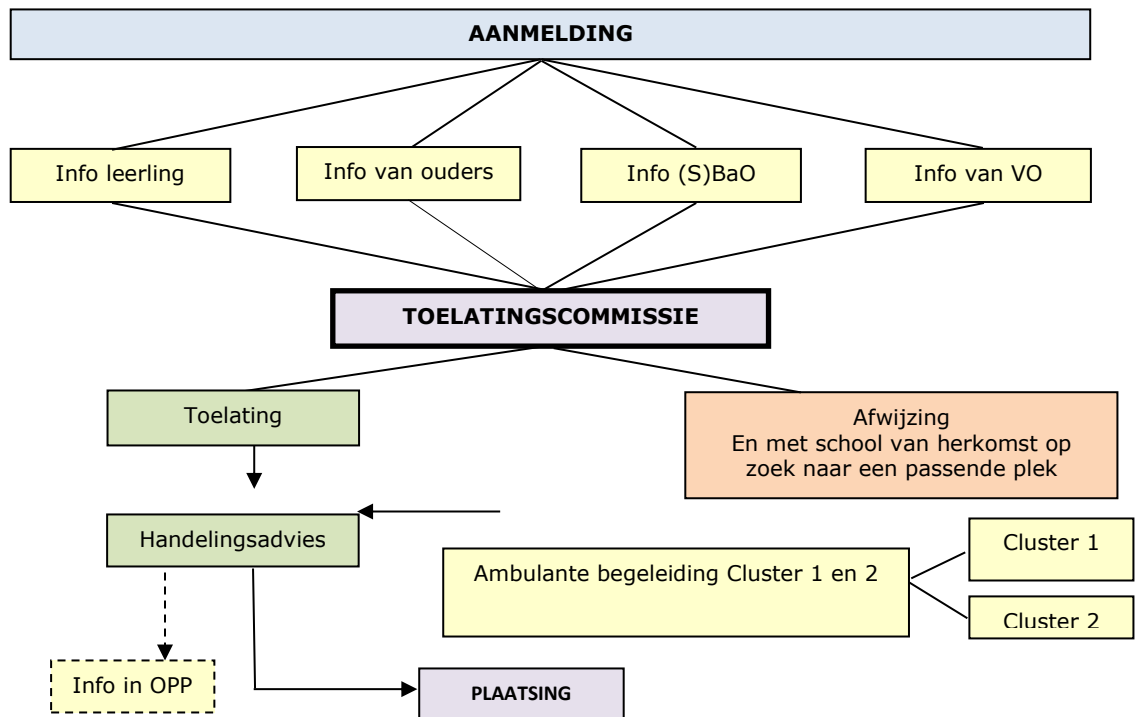 AANMELDING
Info leerling
Info van ouders
Info (S)BaO
Info van VO
TOELATINGSCOMMISSIE
Toelating
Afwijzing
En met school van herkomst op
zoek naar een passende plek
Handelingsadvies
Ambulante begeleiding Cluster 1 en 2
Cluster 1
Cluster 2
Info in OPP
PLAATSING